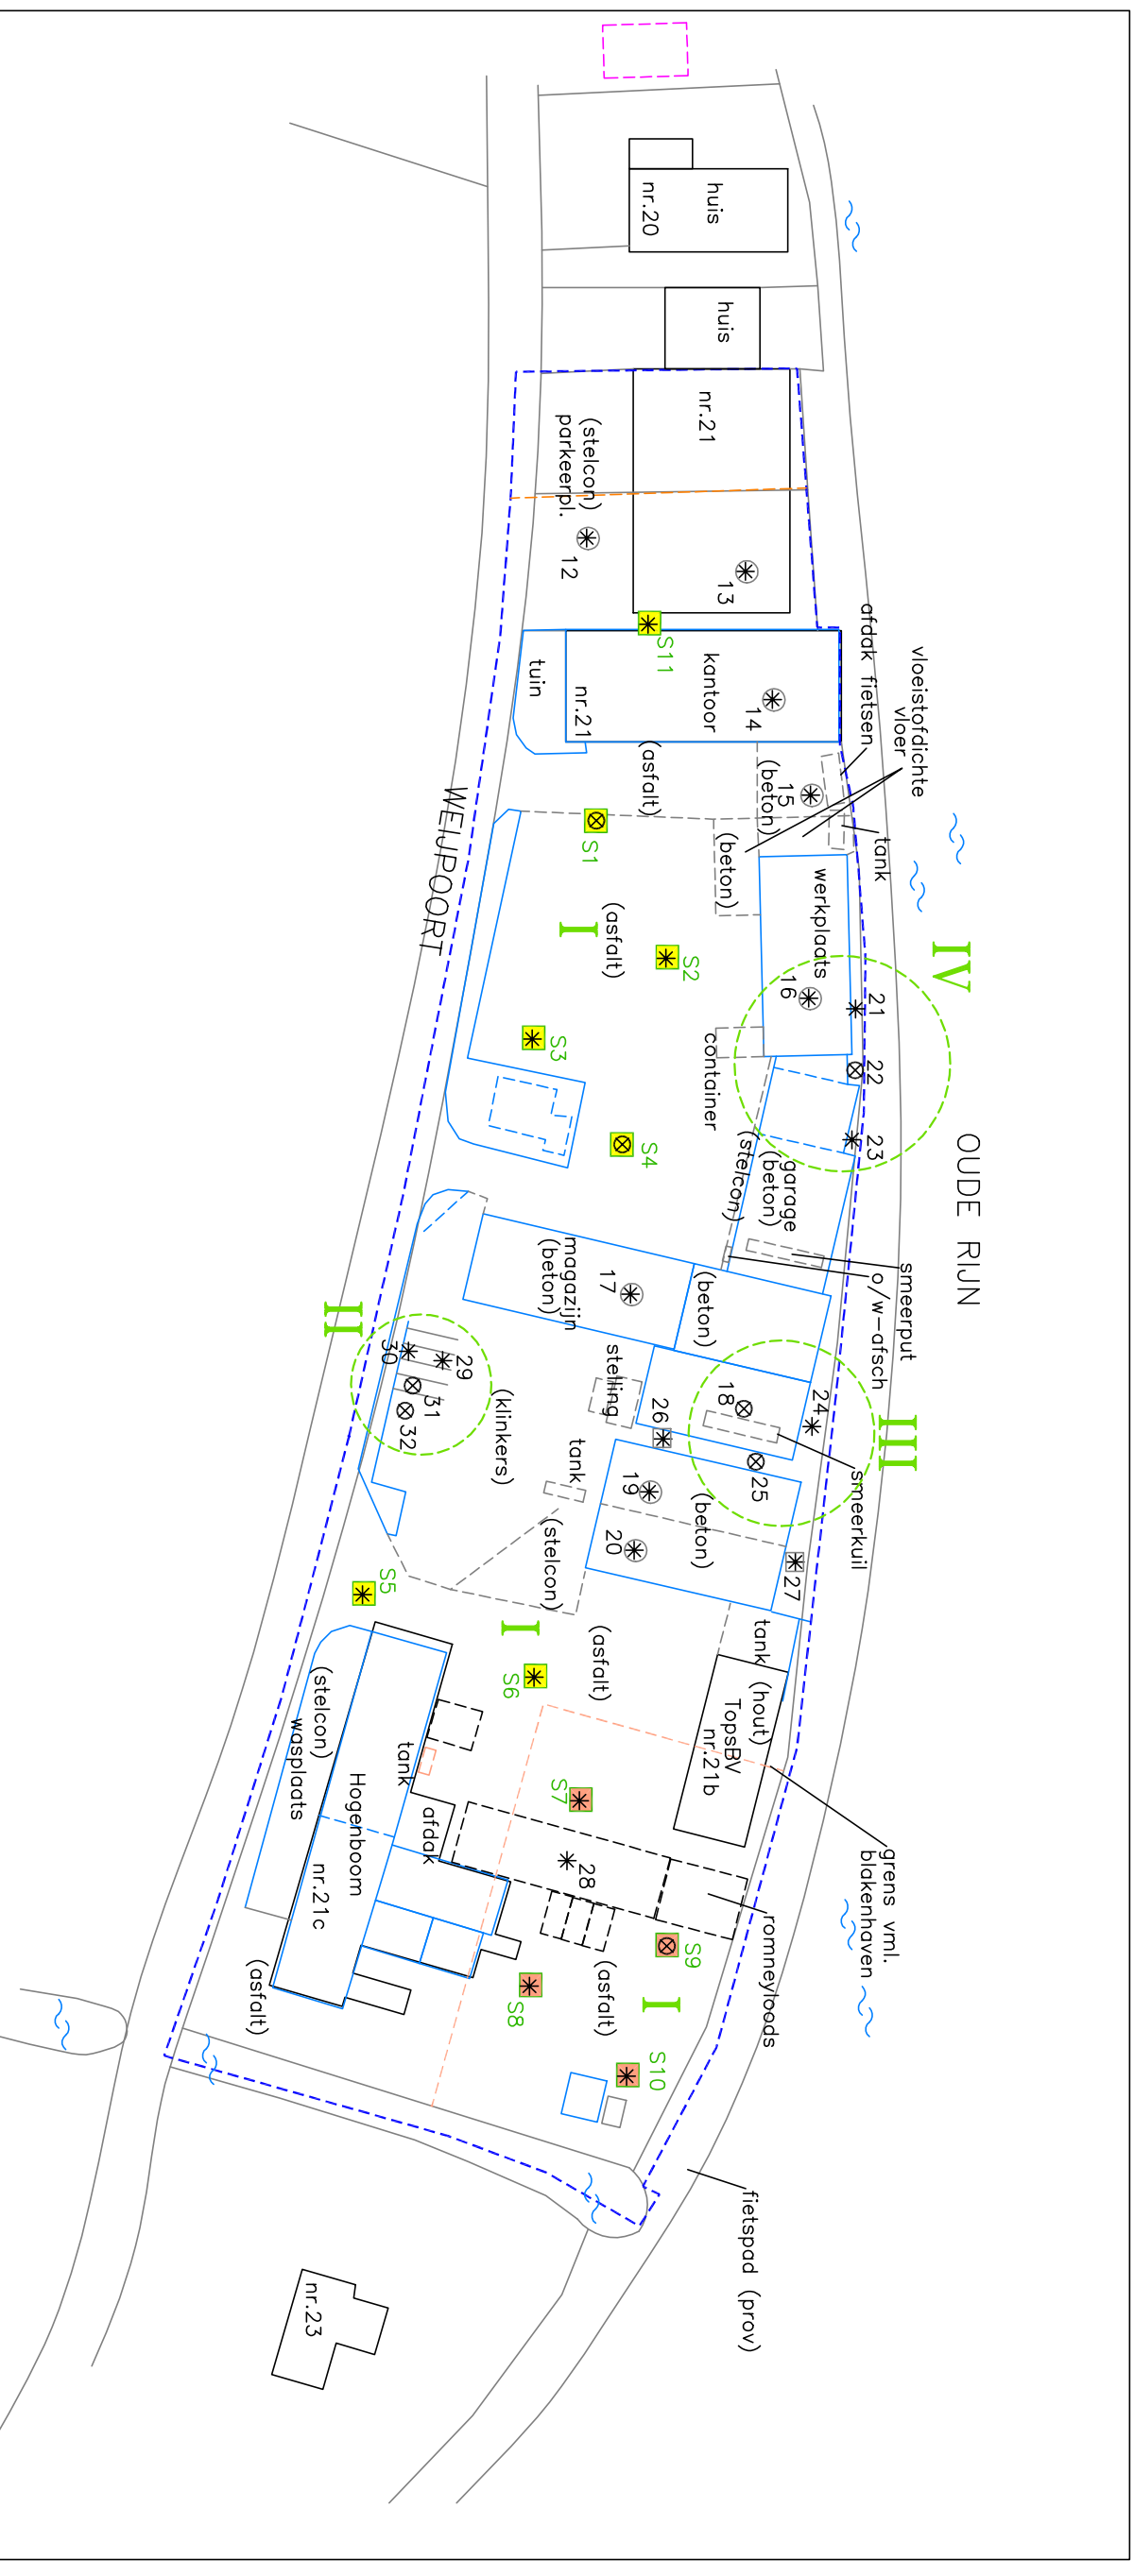 huis
nr.20
huis
nr.21
(stelcon)
parkeerpl.
12
13
S11
tuin
nr.21
kantoor
14
afdak fietsen
vloeistofdichte
vloer
(asfalt)
(beton)
15
tank
(beton)
S1
WEIJPOORT
I
(asfalt)
S2
werkplaats
16
IV
21
22
23
S3
container
S4
(stelcon)
garage
(beton)
OUDE RIJN
smeerput
o/w-afsch
magazijn
(beton)
17
(beton)
II
30
29
31
32
(klinkers)
stelling
26
18
24
III
25
smeerkuil
tank
19
20
(beton)
27
(stelcon)
S5
I
S6
(asfalt)
tank
(hout)
TopsBV
nr.21b
(stelcon)
wasplaats
tank
afdak
Hogenboom
nr.21c
S7
28
grens vml.
blakenhaven
romneyloods
S9
S8
(asfalt)
I
(asfalt)
S10
fietspad (prov)
nr.23